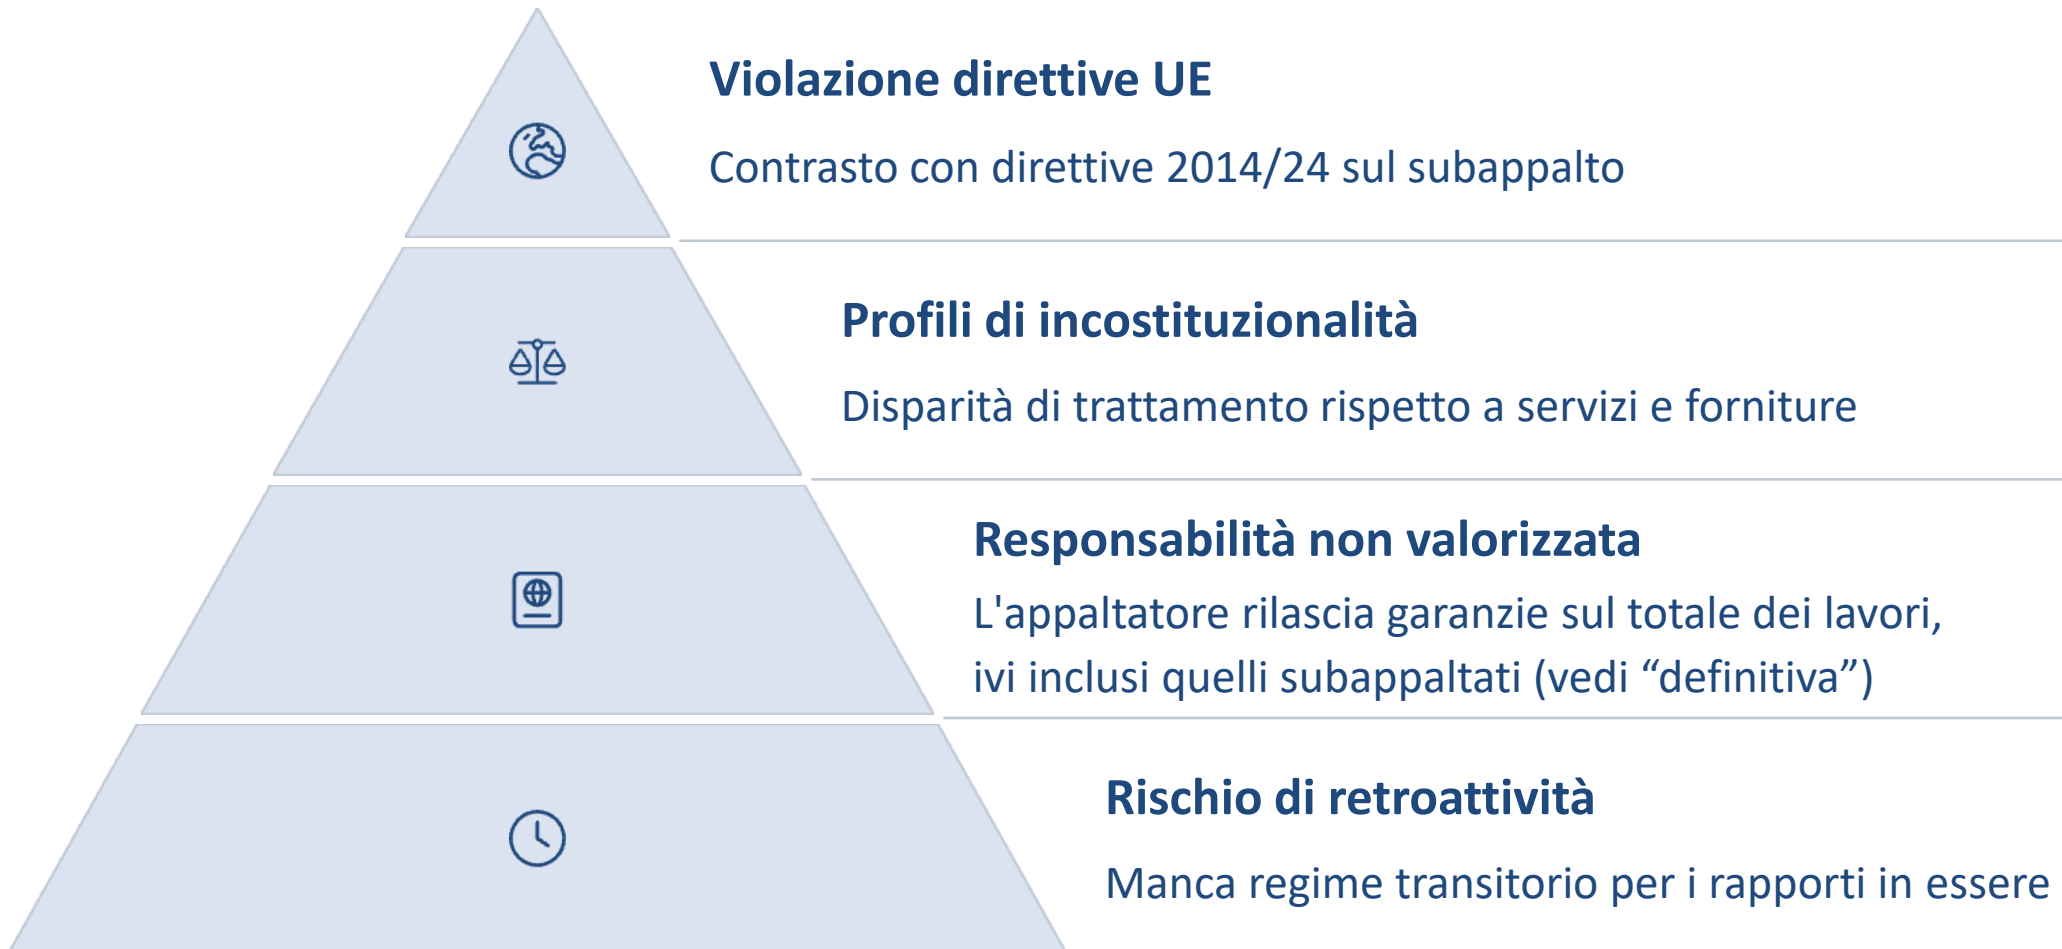 Violazione direttive UE
Contrasto con direttive 2014/24 sul subappalto
Profili di incostituzionalità
Disparità di trattamento rispetto a servizi e forniture
Responsabilità non valorizzata
L'appaltatore rilascia garanzie sul totale dei lavori,
ivi inclusi quelli subappaltati (vedi “definitiva”)
Rischio di retroattività
Manca regime transitorio per i rapporti in essere